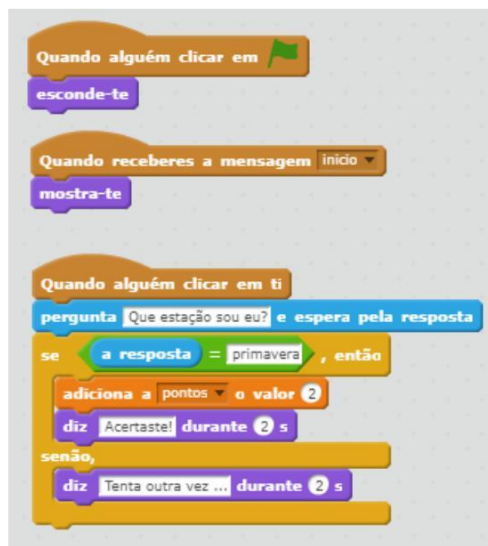 Quando alguém clicar em
esconde-te
Quando receberes a mensagem inicio
mostra-te
Quando alguém clicar em ti
pergunta Que estação sou eu? e espera pela resposta
se a resposta = primavera , então
adiciona a pontos o valor 2
diz Acertaste! durante 2 s
senão,
diz Tenta outra vez ... durante 2 s